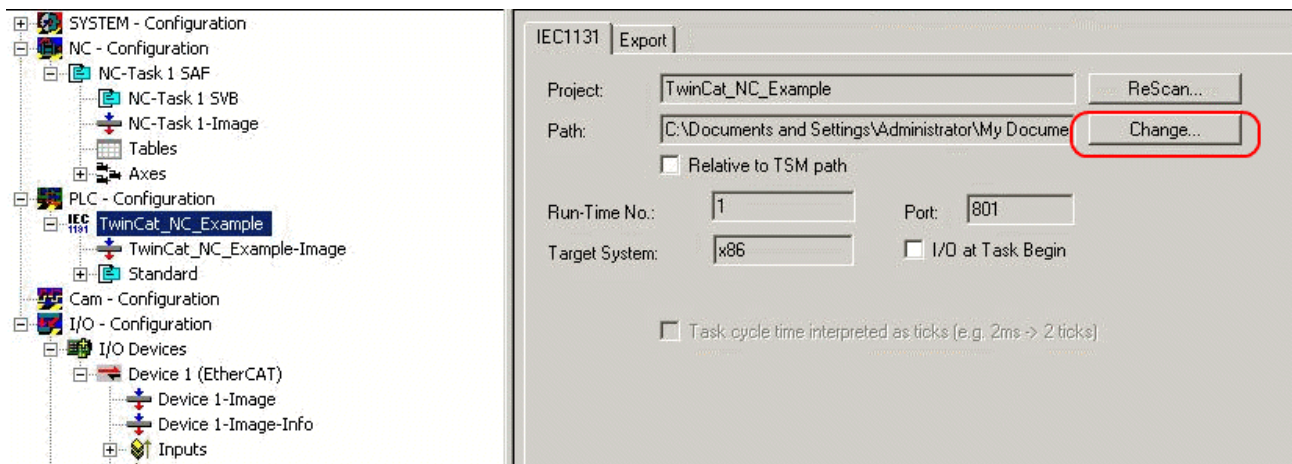 SYSTEM - Configuration
NC - Configuration
NC-Task 1 SAF
NC-Task 1 SVB
NC-Task 1-Image
Tables
Axes
PLC - Configuration
IEC
1131
TwinCat_NC_Example
TwinCat_NC_Example-Image
Standard
Cam - Configuration
I/O - Configuration
I/O Devices
Device 1 (EtherCAT)
Device 1-Image
Device 1-Image-Info
Inputs
IEC1131 Export
Project: TwinCat_NC_Example ReScan...
Path: C:\Documents and Settings\Administrator\My Docume Change...
Relative to TSM path
Run-Time No.: 1 Port: 801
Target System: x86 I/O at Task Begin
Task cycle time interpreted as ticks (e.g. 2ms -> 2 ticks)